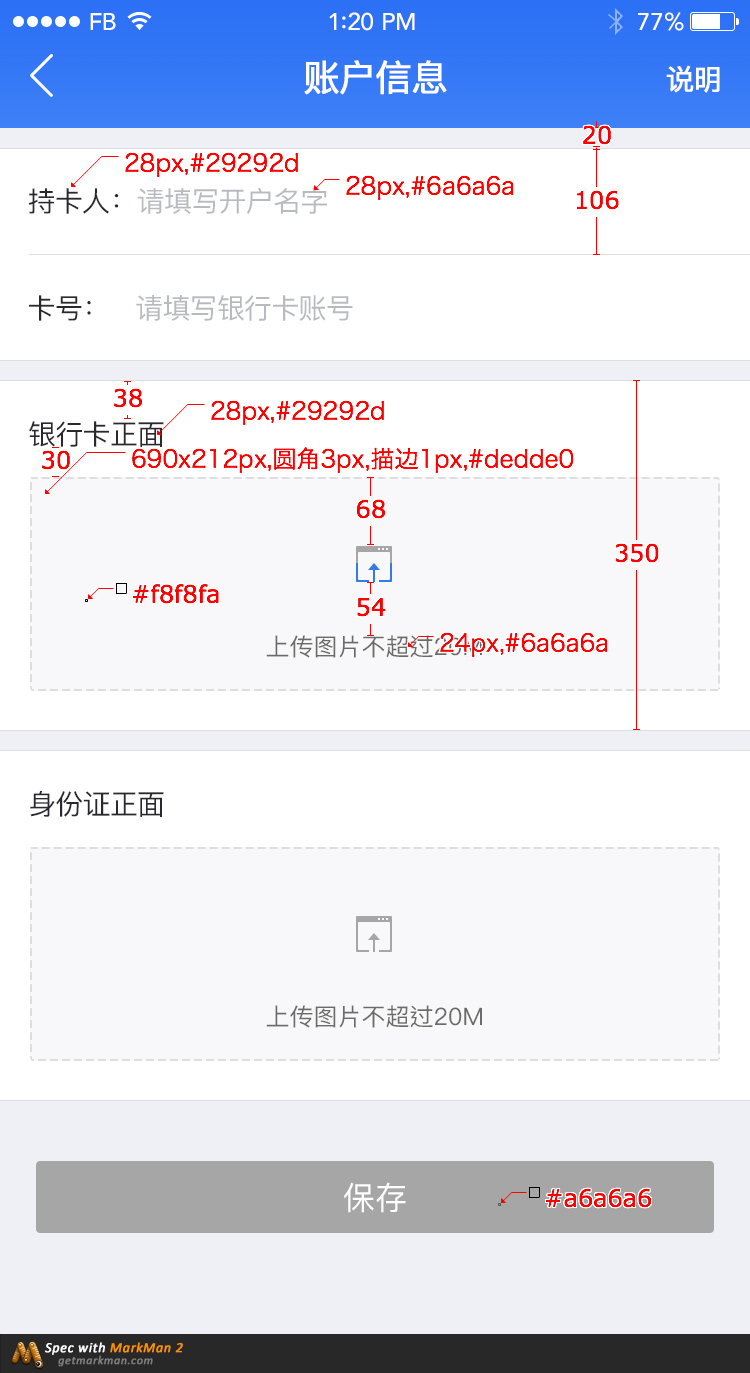 FB 1:20 PM 77%
账户信息 说明
20
28px,#29292d
28px,#6a6a6a
持卡人： 请填写开户名字
106
卡号： 请填写银行卡账号
38
28px,#29292d
银行卡正面
30 690x212px,圆角3px,描边1px,#dedde0
68
350
#f8f8fa
54
上传图片不超过20M 24px,#6a6a6a
身份证正面
上传图片不超过20M
保存 #a6a6a6
Spec with MarkMan 2
getmarkman.com